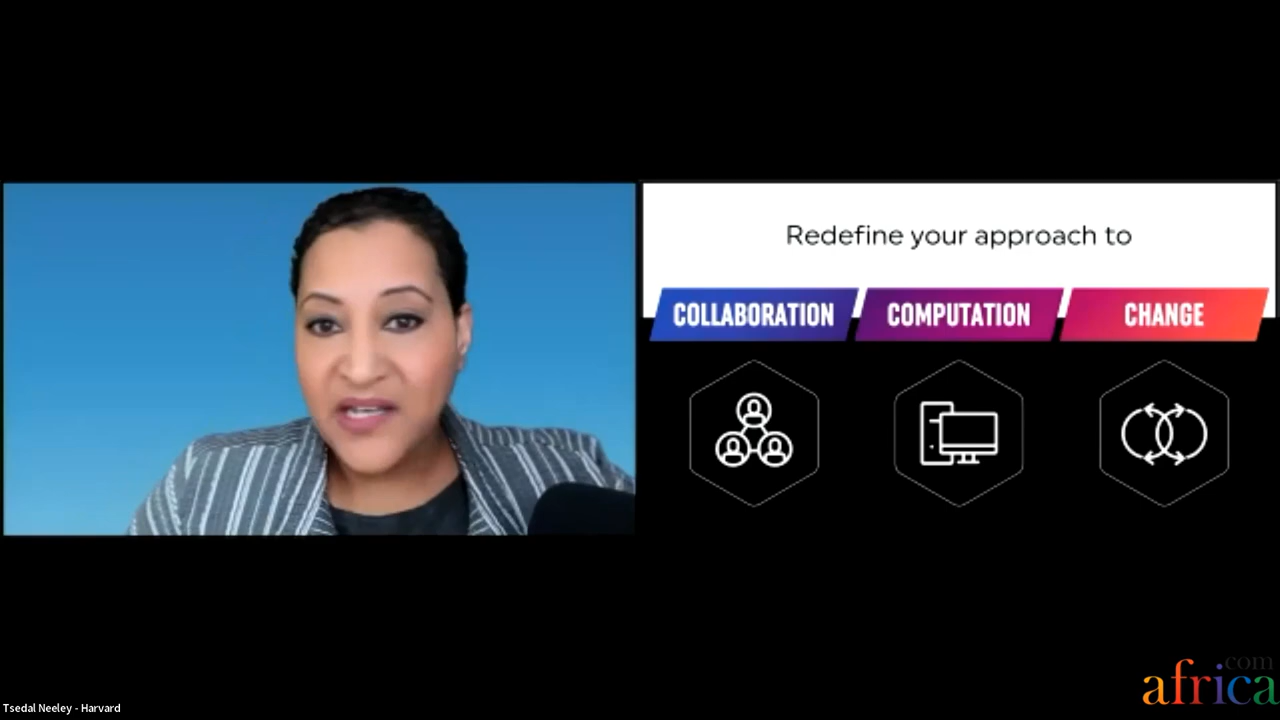 Redefine your approach to
COLLABORATION
COMPUTATION
CHANGE
.com
africa
Tsedal Neeley - Harvard